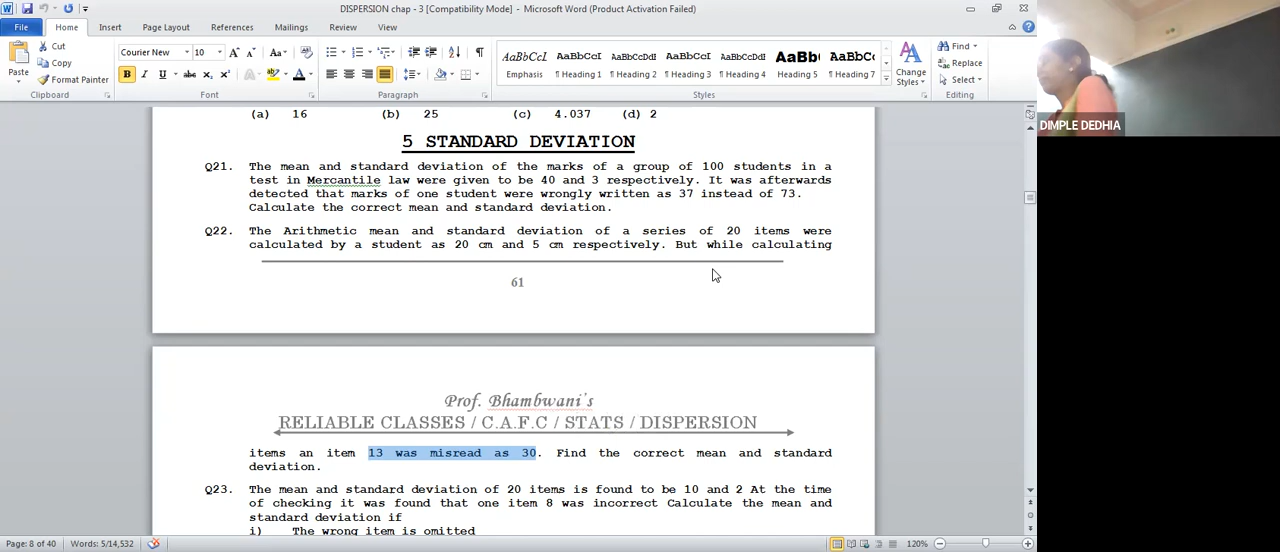 DISPERSION chap - 3 [Compatibility Mode] - Microsoft Word (Product Activation Failed)
File Home Insert Page Layout References Mailings Review View
Cut
Copy
Format Painter
Paste
Clipboard
Courier New 10
Font
Paragraph
AaBbCcI AaBbCcI AaBbCcDd AaBbCcI AaBbCcDd AaBb( AaBbCc.
Emphasis ¶ Heading 1 ¶ Heading 2 ¶ Heading 3 ¶ Heading 4 Heading 5 ¶ Heading 7
Styles
Change Styles
Find
Replace
Select
Editing
DIMPLE DEDHIA
(a) 16 (b) 25 (c) 4.037 (d) 2
5 STANDARD DEVIATION
Q21. The mean and standard deviation of the marks of a group of 100 students in a
test in Mercantile law were given to be 40 and 3 respectively. It was afterwards
detected that marks of one student were wrongly written as 37 instead of 73.
Calculate the correct mean and standard deviation.
Q22. The Arithmetic mean and standard deviation of a series of 20 items were
calculated by a student as 20 cm and 5 cm respectively. But while calculating
61
Prof. Bhambwani's
RELIABLE CLASSES / C.A.F.C / STATS / DISPERSION
items an item 13 was misread as 30. Find the correct mean and standard
deviation.
Q23. The mean and standard deviation of 20 items is found to be 10 and 2 At the time
of checking it was found that one item 8 was incorrect Calculate the mean and
standard deviation if
i) The wrong item is omitted
Page: 8 of 40 Words: 5/14,532 120%